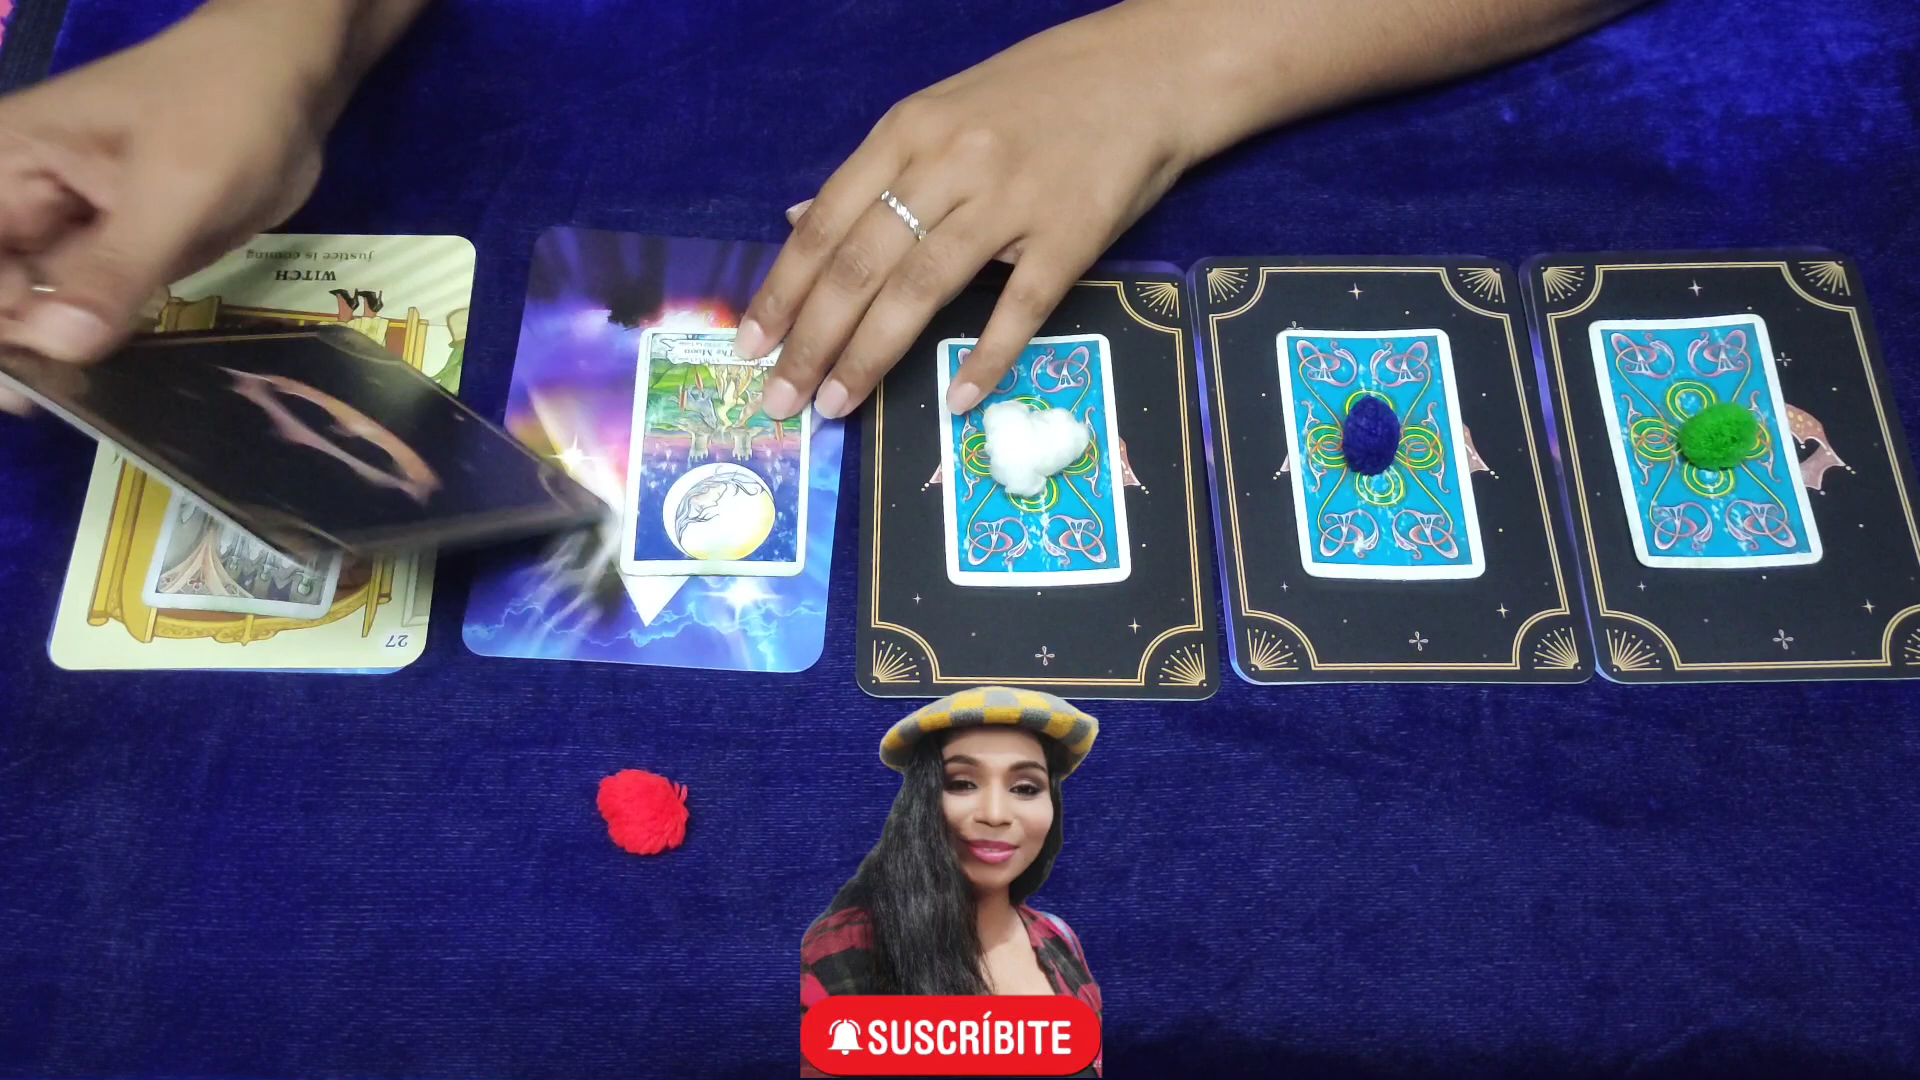 WITCH
justice is coming
27
The Moon
SUSCRÍBITE